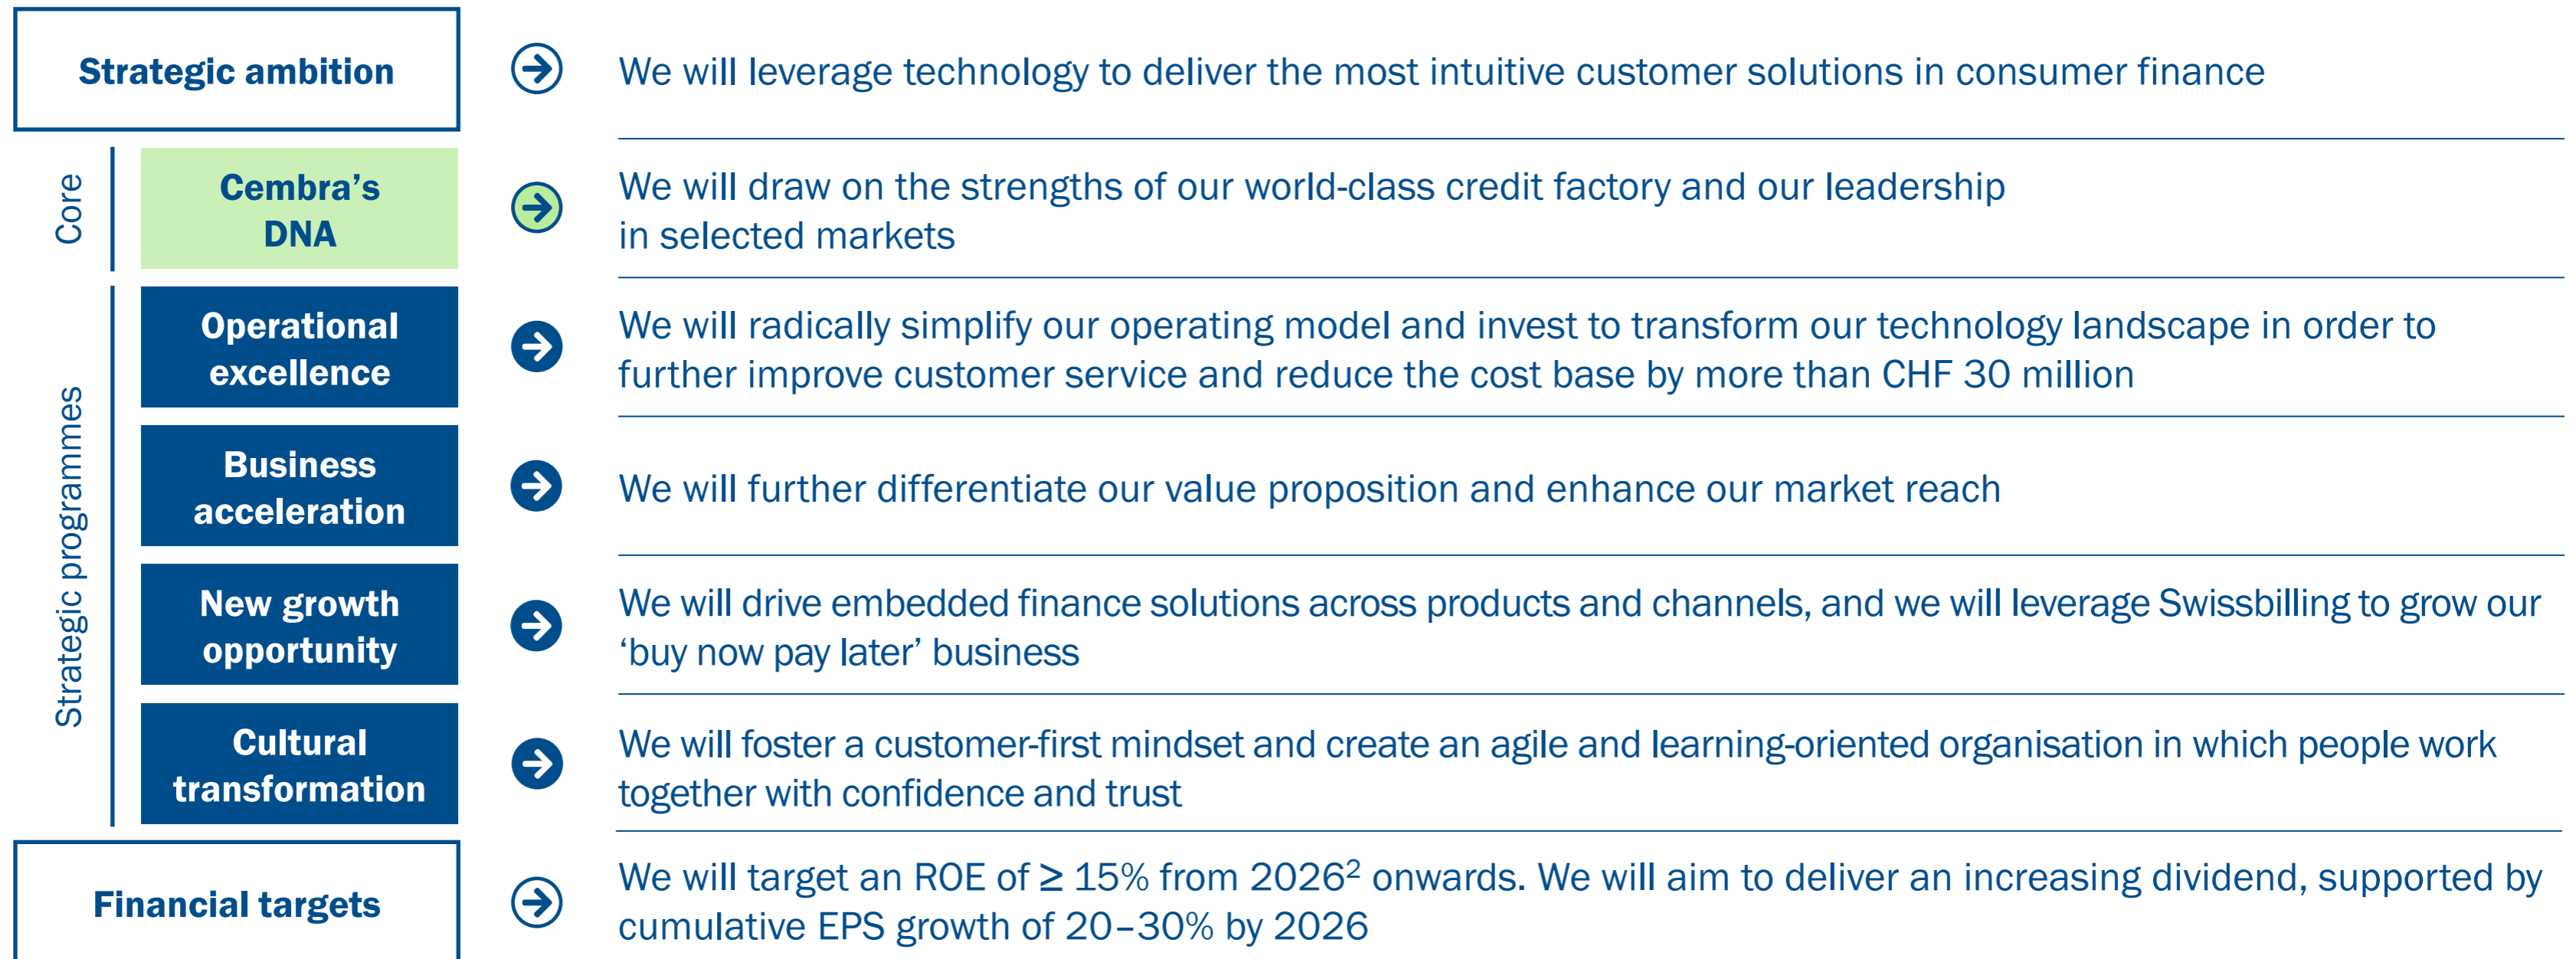 Strategic ambition
We will leverage technology to deliver the most intuitive customer solutions in consumer finance
Core
Cembra’s
DNA
We will draw on the strengths of our world-class credit factory and our leadership
in selected markets
Strategic programmes
Operational
excellence
We will radically simplify our operating model and invest to transform our technology landscape in order to
further improve customer service and reduce the cost base by more than CHF 30 million
Business
acceleration
We will further differentiate our value proposition and enhance our market reach
New growth
opportunity
We will drive embedded finance solutions across products and channels, and we will leverage Swissbilling to grow our
‘buy now pay later’ business
Cultural
transformation
We will foster a customer-first mindset and create an agile and learning-oriented organisation in which people work
together with confidence and trust
Financial targets
We will target an ROE of ≥ 15% from 2026² onwards. We will aim to deliver an increasing dividend, supported by
cumulative EPS growth of 20–30% by 2026